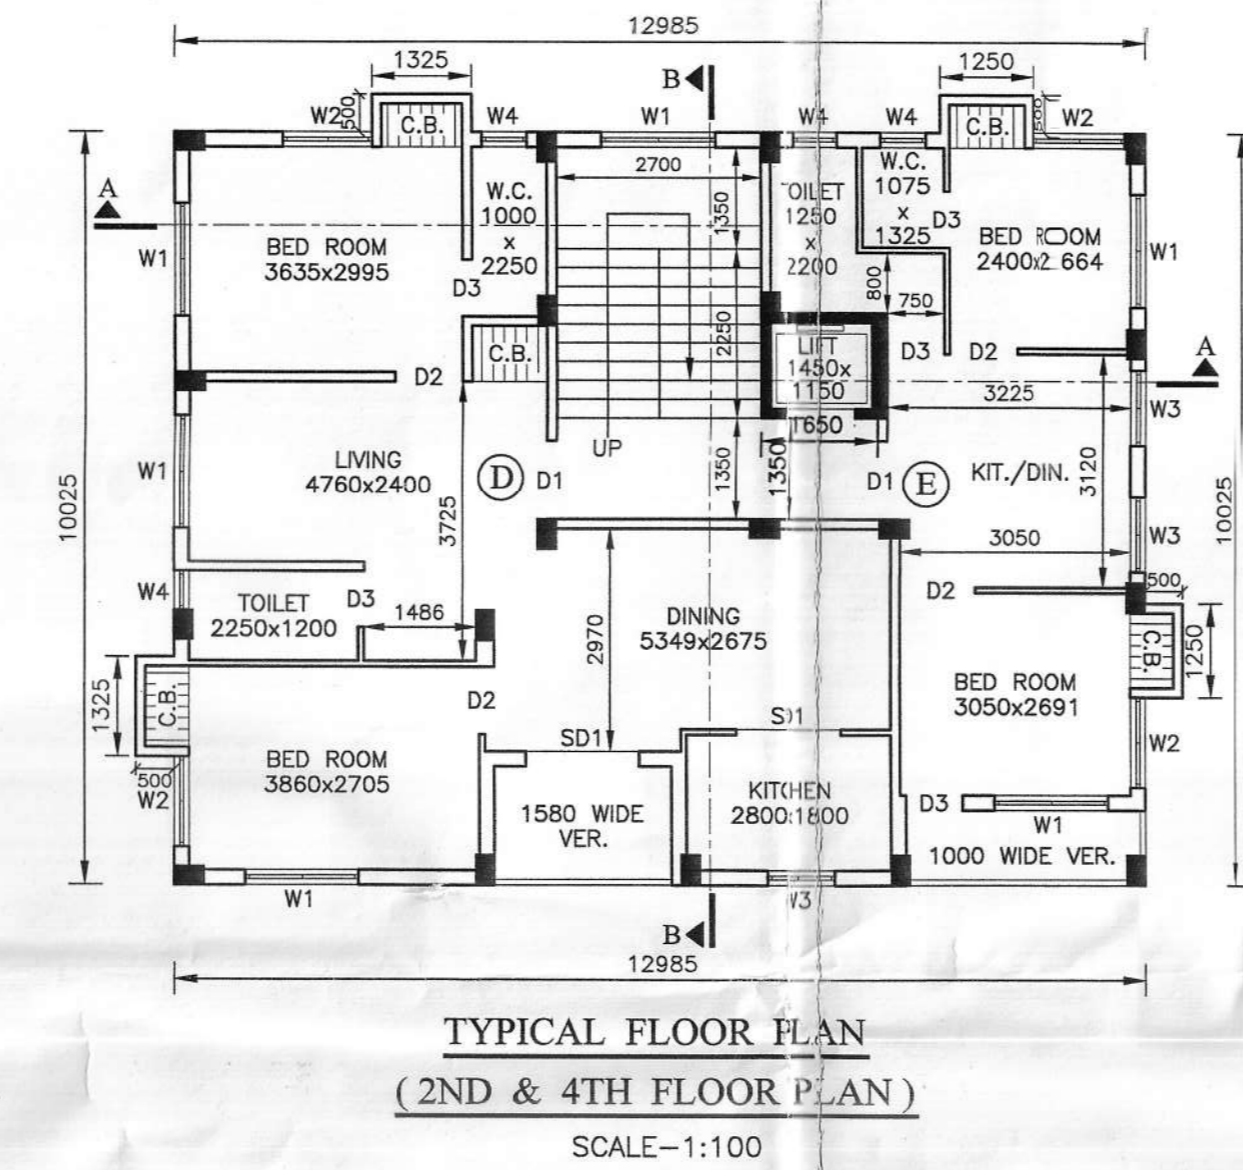 12985
1325
B
1250
500
W2
C.B.
W4
W1
W4
W4
500
C.B.
W2
A
2700
W.C.
1000
x
2250
1350
TOILET
1250
x
2200
W.C.
1075
x
1325
D3
W1
BED ROOM
3635x2995
BED ROOM
2400x2664
W1
D3
800
750
C.B.
2250
LIFT
1450x
1150
D3
D2
A
D2
3225
W3
1650
UP
LIVING
4760x2400
D
D1
1350
1350
D1
E
KIT./DIN.
3120
W1
3725
10025
10025
3050
W3
W4
TOILET
2250x1200
D3
1486
2970
DINING
5349x2675
D2
500
C.B.
1250
1325
C.B.
D2
BED ROOM
3050x2691
SD1
W2
500
W2
BED ROOM
3860x2705
1580 WIDE
VER.
KITCHEN
2800x1800
D3
W1
1000 WIDE VER.
W1
W3
B
12985
TYPICAL FLOOR PLAN
( 2ND & 4TH FLOOR PLAN )
SCALE-1:100